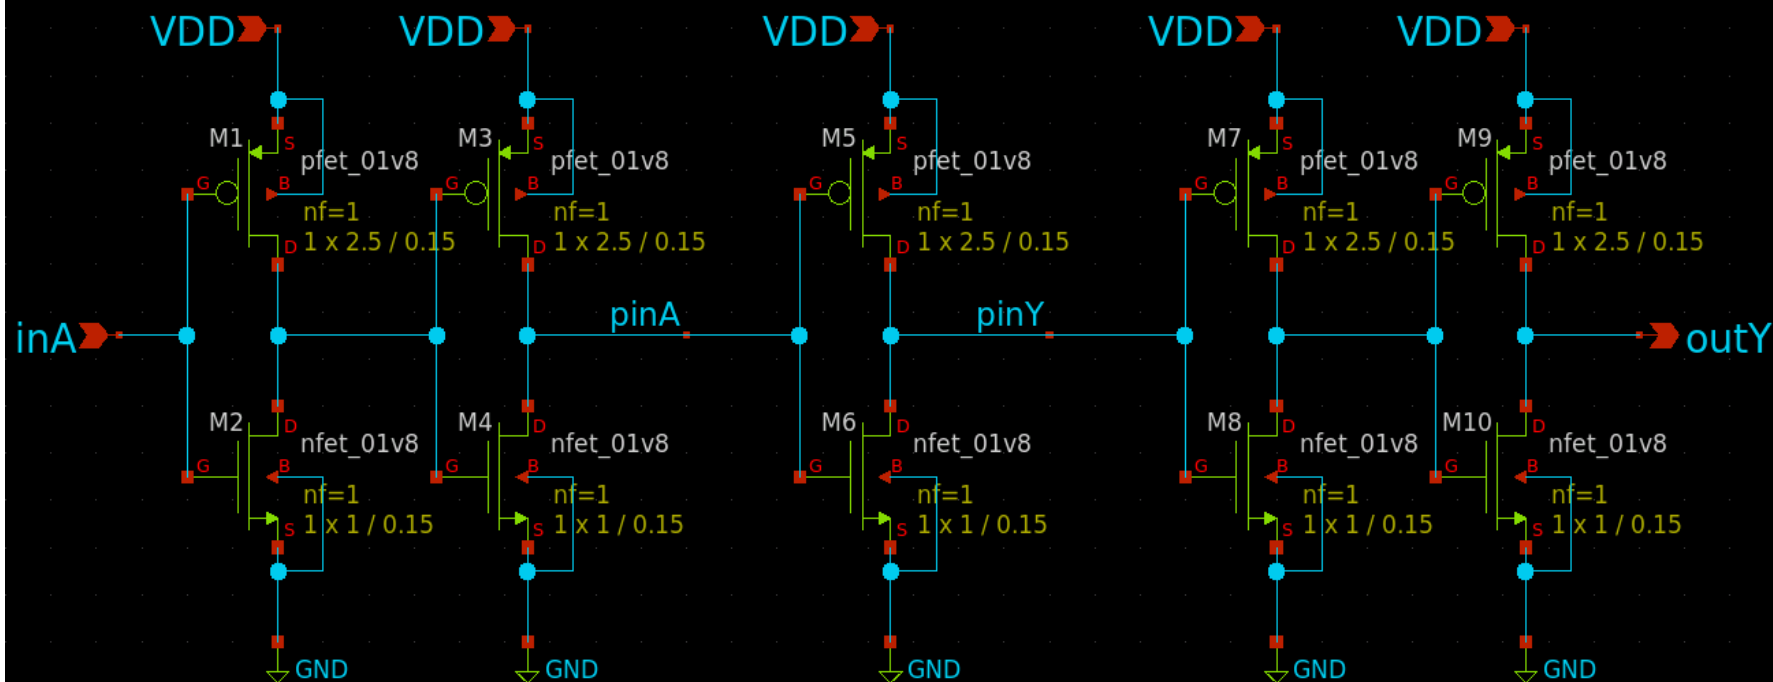 VDD VDD VDD VDD VDD
M1 S M3 S M5 S M7 S M9 S
pfet_01v8 pfet_01v8 pfet_01v8 pfet_01v8 pfet_01v8
G B G B G B G B G B
nf=1 nf=1 nf=1 nf=1 nf=1
D 1 x 2.5 / 0.15 D 1 x 2.5 / 0.15 D 1 x 2.5 / 0.15 D 1 x 2.5 / 0.15 D 1 x 2.5 / 0.15
inA pinA pinY outY
M2 D M4 D M6 D M8 D M10 D
nfet_01v8 nfet_01v8 nfet_01v8 nfet_01v8 nfet_01v8
G B G B G B G B G B
nf=1 nf=1 nf=1 nf=1 nf=1
S 1 x 1 / 0.15 S 1 x 1 / 0.15 S 1 x 1 / 0.15 S 1 x 1 / 0.15 S 1 x 1 / 0.15
GND GND GND GND GND